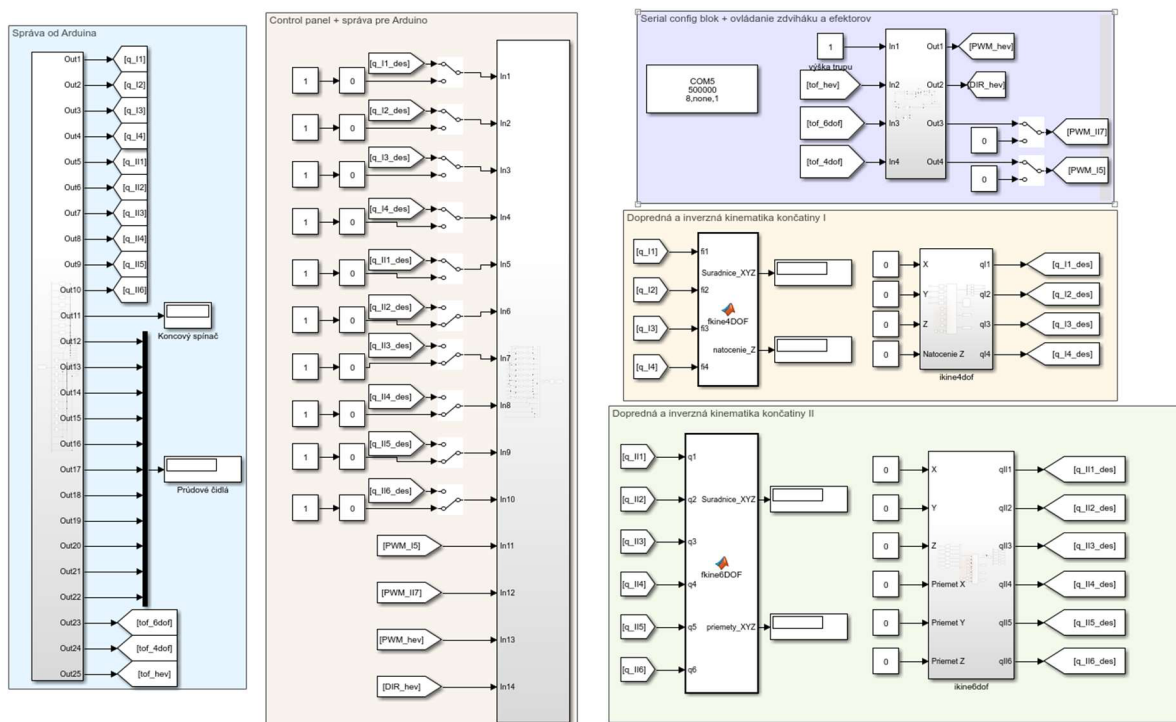 Správa od Arduina
Out1
[q_I1]
Out2
[q_I2]
Out3
[q_I3]
Out4
[q_I4]
Out5
[q_II1]
Out6
[q_II2]
Out7
[q_II3]
Out8
[q_II4]
Out9
[q_II5]
Out10
[q_II6]
Out11
Koncový spínač
Out12
Out13
Out14
Out15
Out16
Out17
Prúdové čidlá
Out18
Out19
Out20
Out21
Out22
Out23
[tof_6dof]
Out24
[tof_4dof]
Out25
[tof_hev]
Control panel + správa pre Arduino
[q_I1_des]
1 0 In1
[q_I2_des]
1 0 In2
[q_I3_des]
1 0 In3
[q_I4_des]
1 0 In4
[q_II1_des]
1 0 In5
[q_II2_des]
1 0 In6
[q_II3_des]
1 0 In7
[q_II4_des]
1 0 In8
[q_II5_des]
1 0 In9
[q_II6_des]
1 0 In10
[PWM_I5] In11
[PWM_II7] In12
[PWM_hev] In13
[DIR_hev] In14
Serial config blok + ovládanie zdviháku a efektorov
COM5
500000
8,none,1
1 In1 Out1 [PWM_hev]
výška trupu
[tof_hev] In2 Out2 [DIR_hev]
[tof_6dof] In3 Out3 0 [PWM_II7]
[tof_4dof] In4 Out4 0 [PWM_I5]
Dopredná a inverzná kinematika končatiny I
[q_I1] fi1
[q_I2] fi2
[q_I3] fi3
[q_I4] fi4
Suradnice_XYZ
fkine4DOF
natocenie_Z
0 X qI1 [q_I1_des]
0 Y qI2 [q_I2_des]
0 Z qI3 [q_I3_des]
0 Natocenie Z qI4 [q_I4_des]
ikine4dof
Dopredná a inverzná kinematika končatiny II
[q_II1] q1
[q_II2] q2
[q_II3] q3
[q_II4] q4
[q_II5] q5
[q_II6] q6
Suradnice_XYZ
fkine6DOF
priemety_XYZ
0 X qII1 [q_II1_des]
0 Y qII2 [q_II2_des]
0 Z qII3 [q_II3_des]
0 Priemet X qII4 [q_II4_des]
0 Priemet Y qII5 [q_II5_des]
0 Priemet Z qII6 [q_II6_des]
ikine6dof